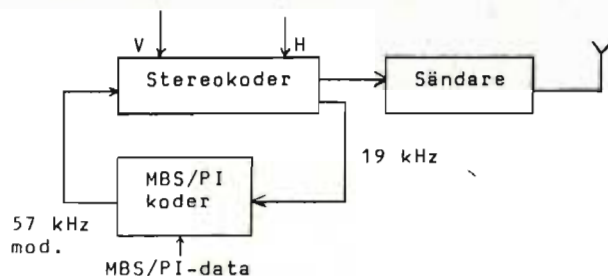 V
H
Stereokoder
Sändare
19 kHz
MBS/PI
koder
57 kHz
mod.
MBS/PI-data